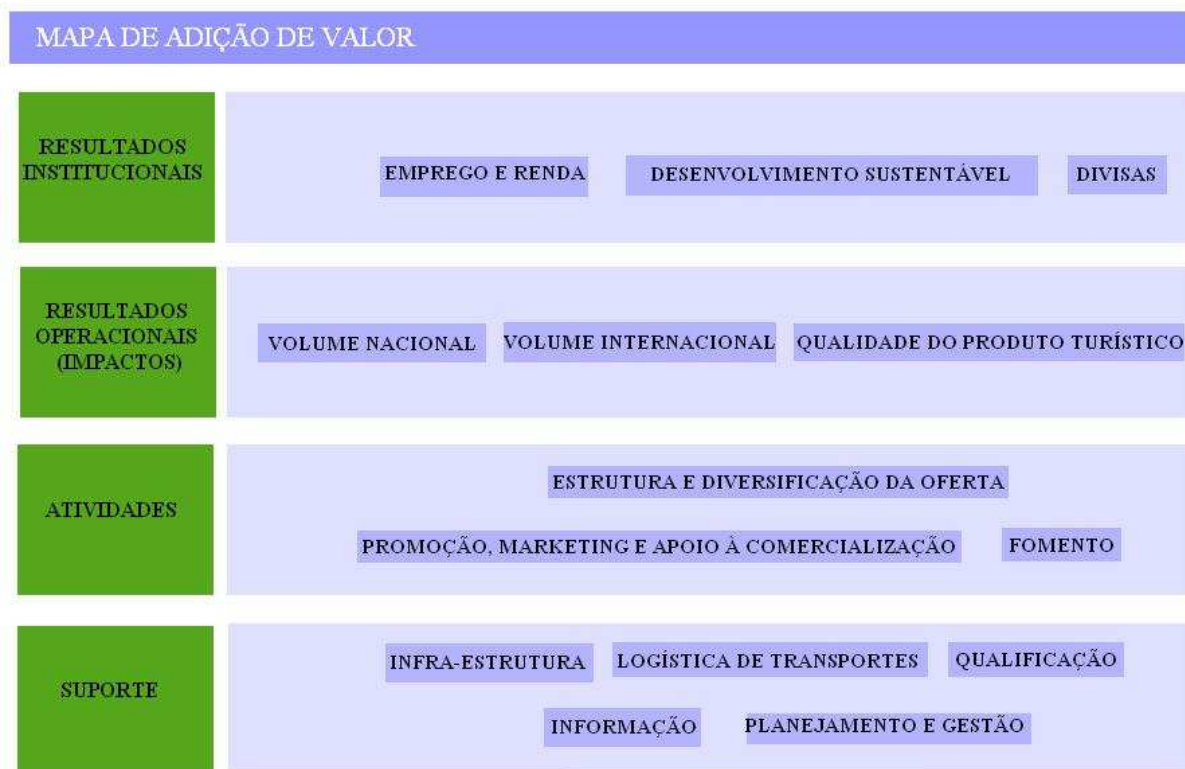 MAPA DE ADIÇÃO DE VALOR
RESULTADOS
INSTITUCIONAIS
EMPREGO E RENDA
DESENVOLVIMENTO SUSTENTÁVEL
DIVISAS
RESULTADOS
OPERACIONAIS
(IMPACTOS)
VOLUME NACIONAL
VOLUME INTERNACIONAL
QUALIDADE DO PRODUTO TURÍSTICO
ATIVIDADES
ESTRUTURA E DIVERSIFICAÇÃO DA OFERTA
PROMOÇÃO, MARKETING E APOIO À COMERCIALIZAÇÃO
FOMENTO
SUPORTE
INFRA-ESTRUTURA
LOGÍSTICA DE TRANSPORTES
QUALIFICAÇÃO
INFORMAÇÃO
PLANEJAMENTO E GESTÃO